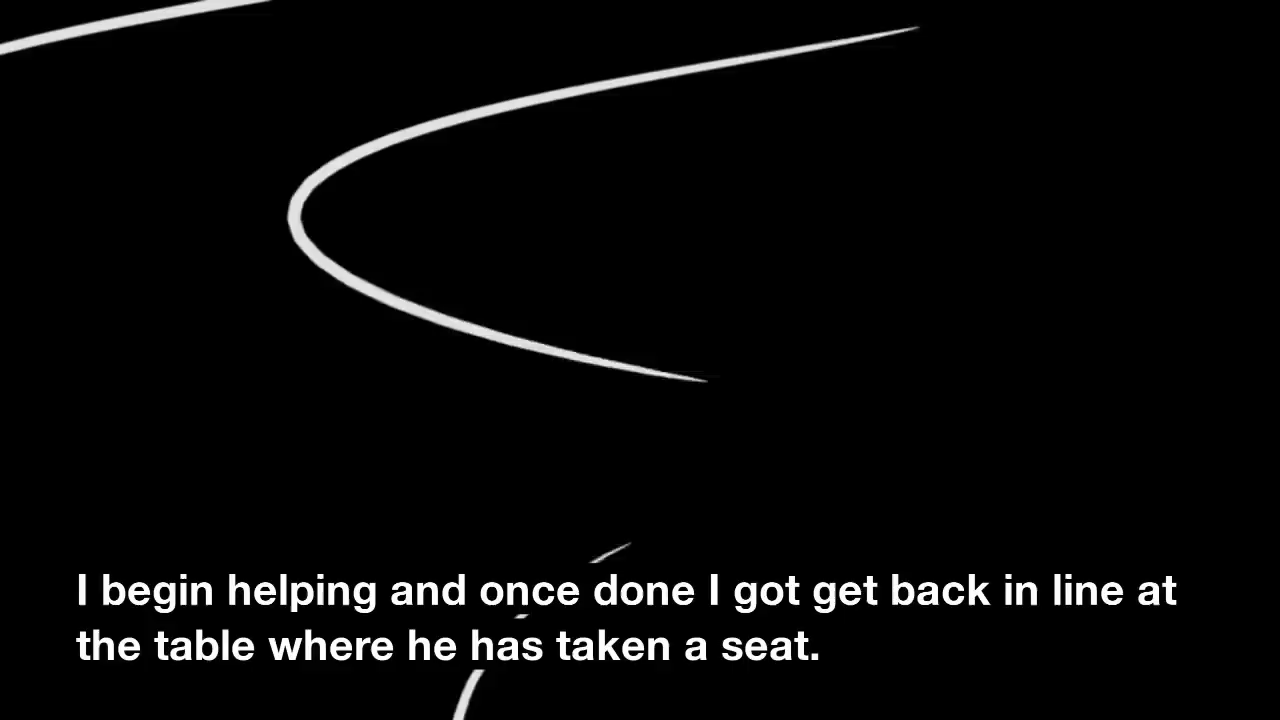 I begin helping and once done I got get back in line at
the table where he has taken a seat.